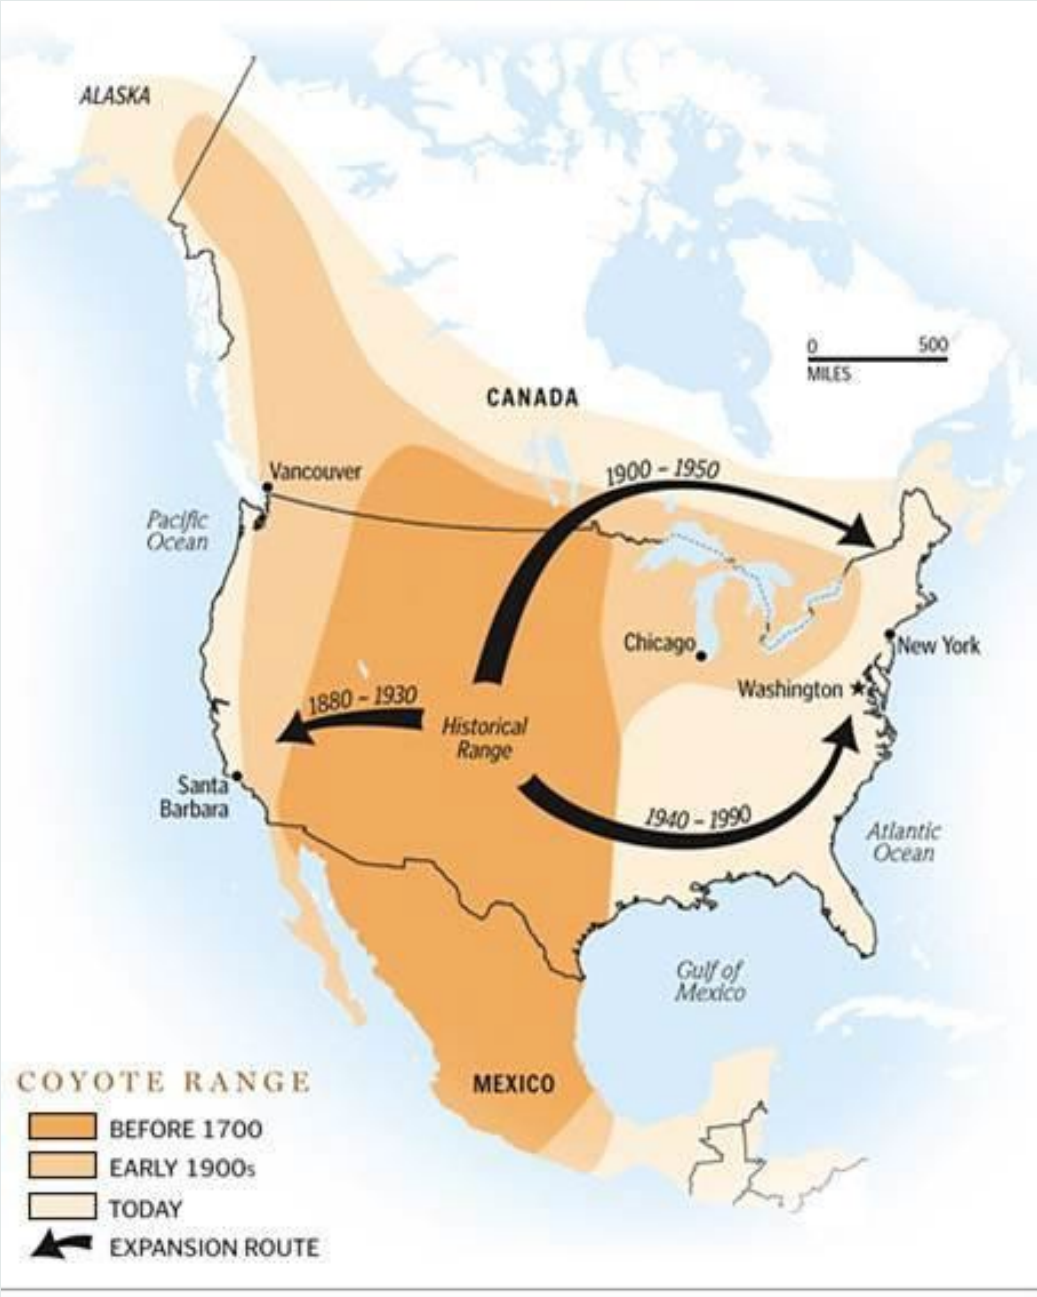 ALASKA
0 500
MILES
CANADA
1900 – 1950
Vancouver
Pacific
Ocean
Chicago
New York
Washington
1880 – 1930
Historical
Range
Santa
Barbara
1940 – 1990
Atlantic
Ocean
Gulf of
Mexico
MEXICO
COYOTE RANGE
BEFORE 1700
EARLY 1900s
TODAY
EXPANSION ROUTE